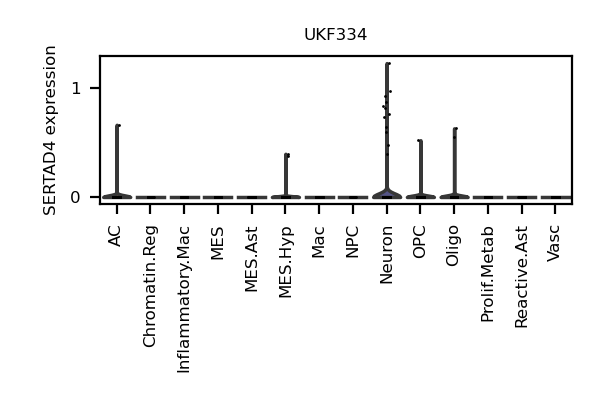 UKF334
SERTAD4 expression
1
0
AC
Chromatin.Reg
Inflammatory.Mac
MES
MES.Ast
MES.Hyp
Mac
NPC
Neuron
OPC
Oligo
Prolif.Metab
Reactive.Ast
Vasc